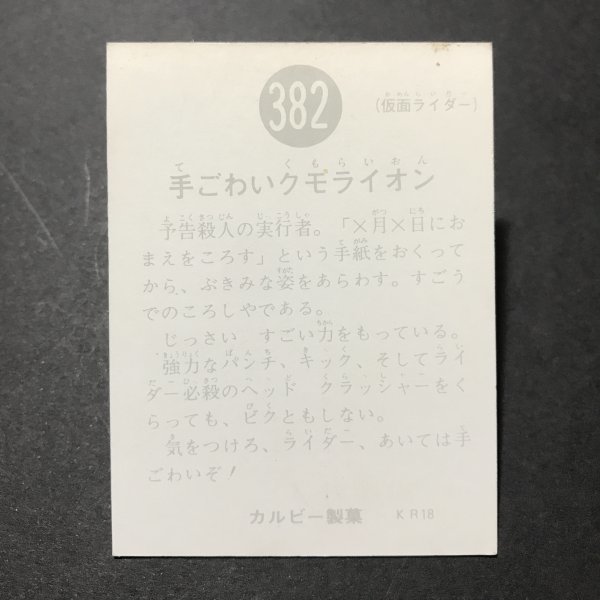 382
(仮面ライダー)
手ごわいクモライオン
予告殺人の実行者。「×月×日にお
まえをころす」という手紙をおくって
から、ぶきみな姿をあらわす。すごう
でのころしやである。
じっさい すごい力をもっている。
強力なパンチ、キック、そしてライ
ダー必殺のヘッド クラッシャーをく
らっても、ビクともしない。
気をつけろ、ライダー、あいては手
ごわいぞ!
カルビー製菓 KR18